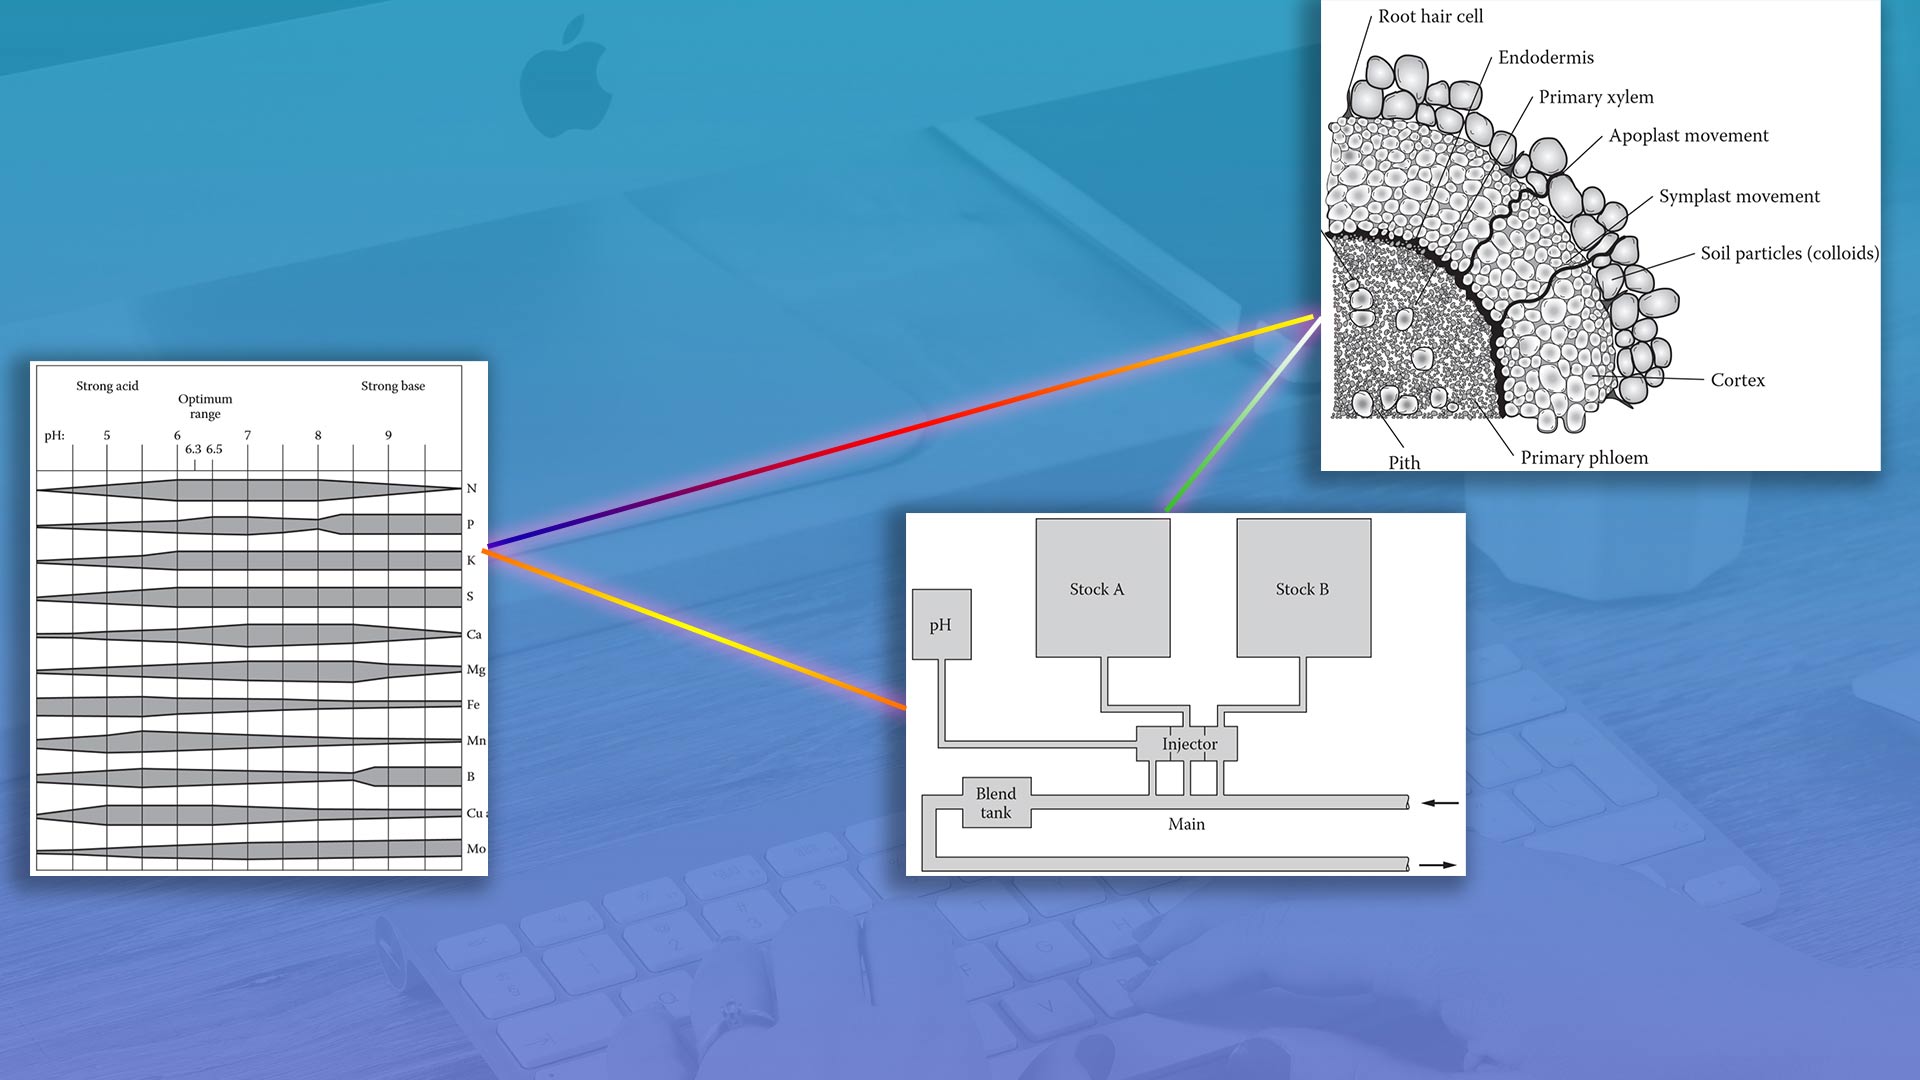 Strong acid
Strong base
Optimum
range
pH:
5
6
7
8
9
6.3 6.5
N
P
K
S
Ca
Mg
Fe
Mn
B
Cu
Mo
Root hair cell
Endodermis
Primary xylem
Apoplast movement
Symplast movement
Soil particles (colloids)
Cortex
Primary phloem
Pith
Stock A
Stock B
pH
Injector
Blend
tank
Main